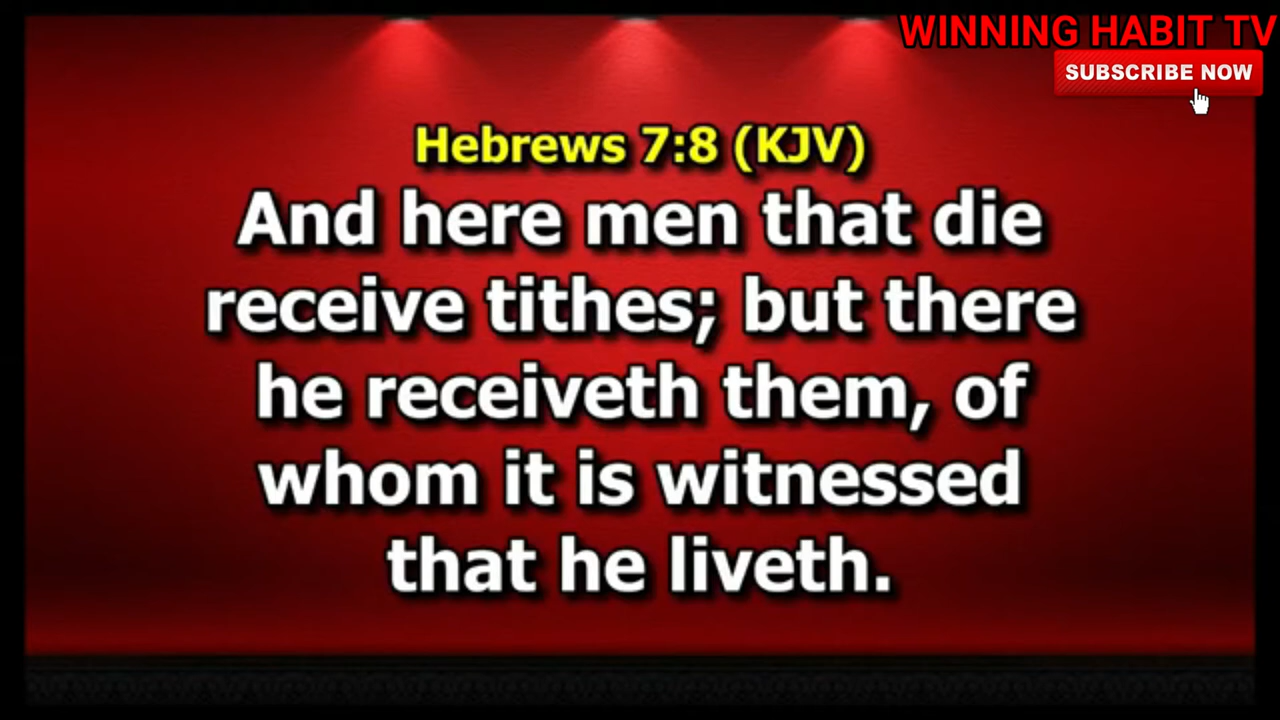 WINNING HABIT TV
SUBSCRIBE NOW
Hebrews 7:8 (KJV)
And here men that die
receive tithes; but there
he receiveth them, of
whom it is witnessed
that he liveth.